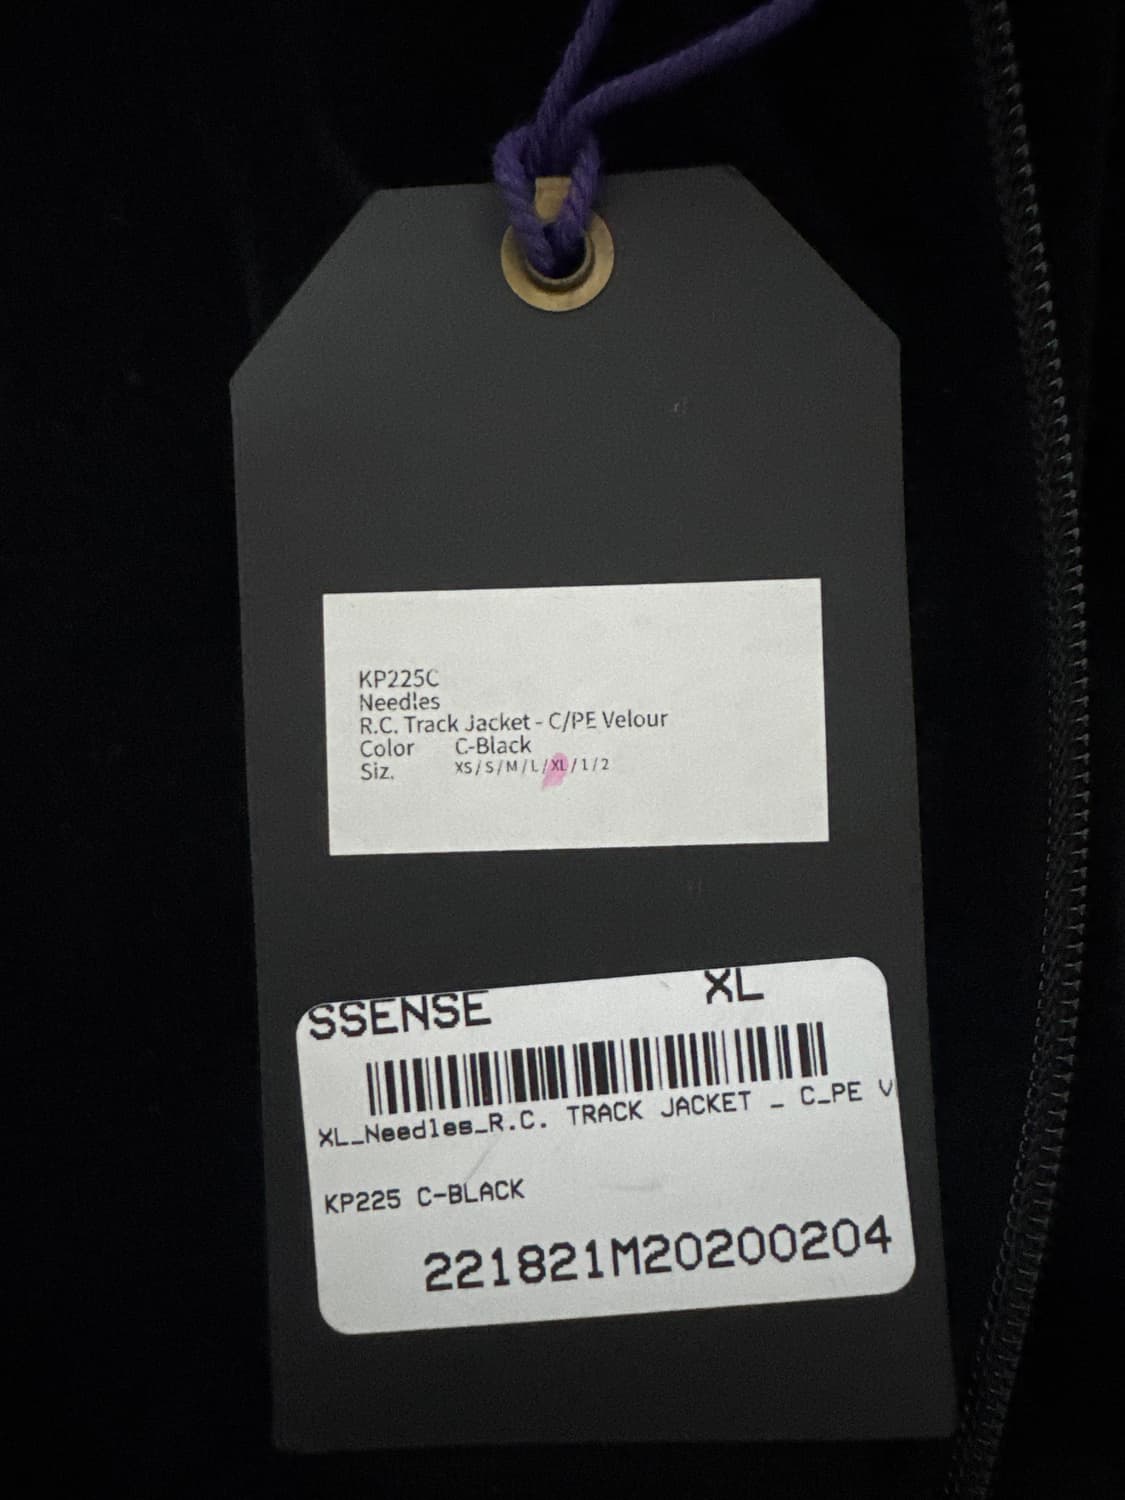 KP225C
Needles
R.C. Track Jacket - C/PE Velour
Color C-Black
Siz. XS/S/M/L/XL/1/2
SSENSE XL
XL_Needles_R.C. TRACK JACKET _ C_PE V
KP225 C-BLACK
221821M20200204